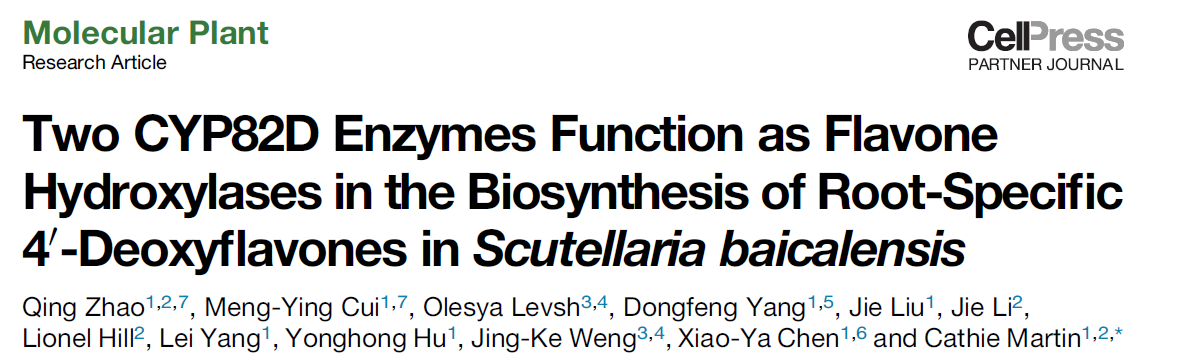 Molecular Plant
Research Article
CellPress
PARTNER JOURNAL
Two CYP82D Enzymes Function as Flavone
Hydroxylases in the Biosynthesis of Root-Specific
4′-Deoxyflavones in Scutellaria baicalensis
Qing Zhao1,2,7, Meng-Ying Cui1,7, Olesya Levsh3,4, Dongfeng Yang1,5, Jie Liu1, Jie Li2,
Lionel Hill2, Lei Yang1, Yonghong Hu1, Jing-Ke Weng3,4, Xiao-Ya Chen1,6 and Cathie Martin1,2,*